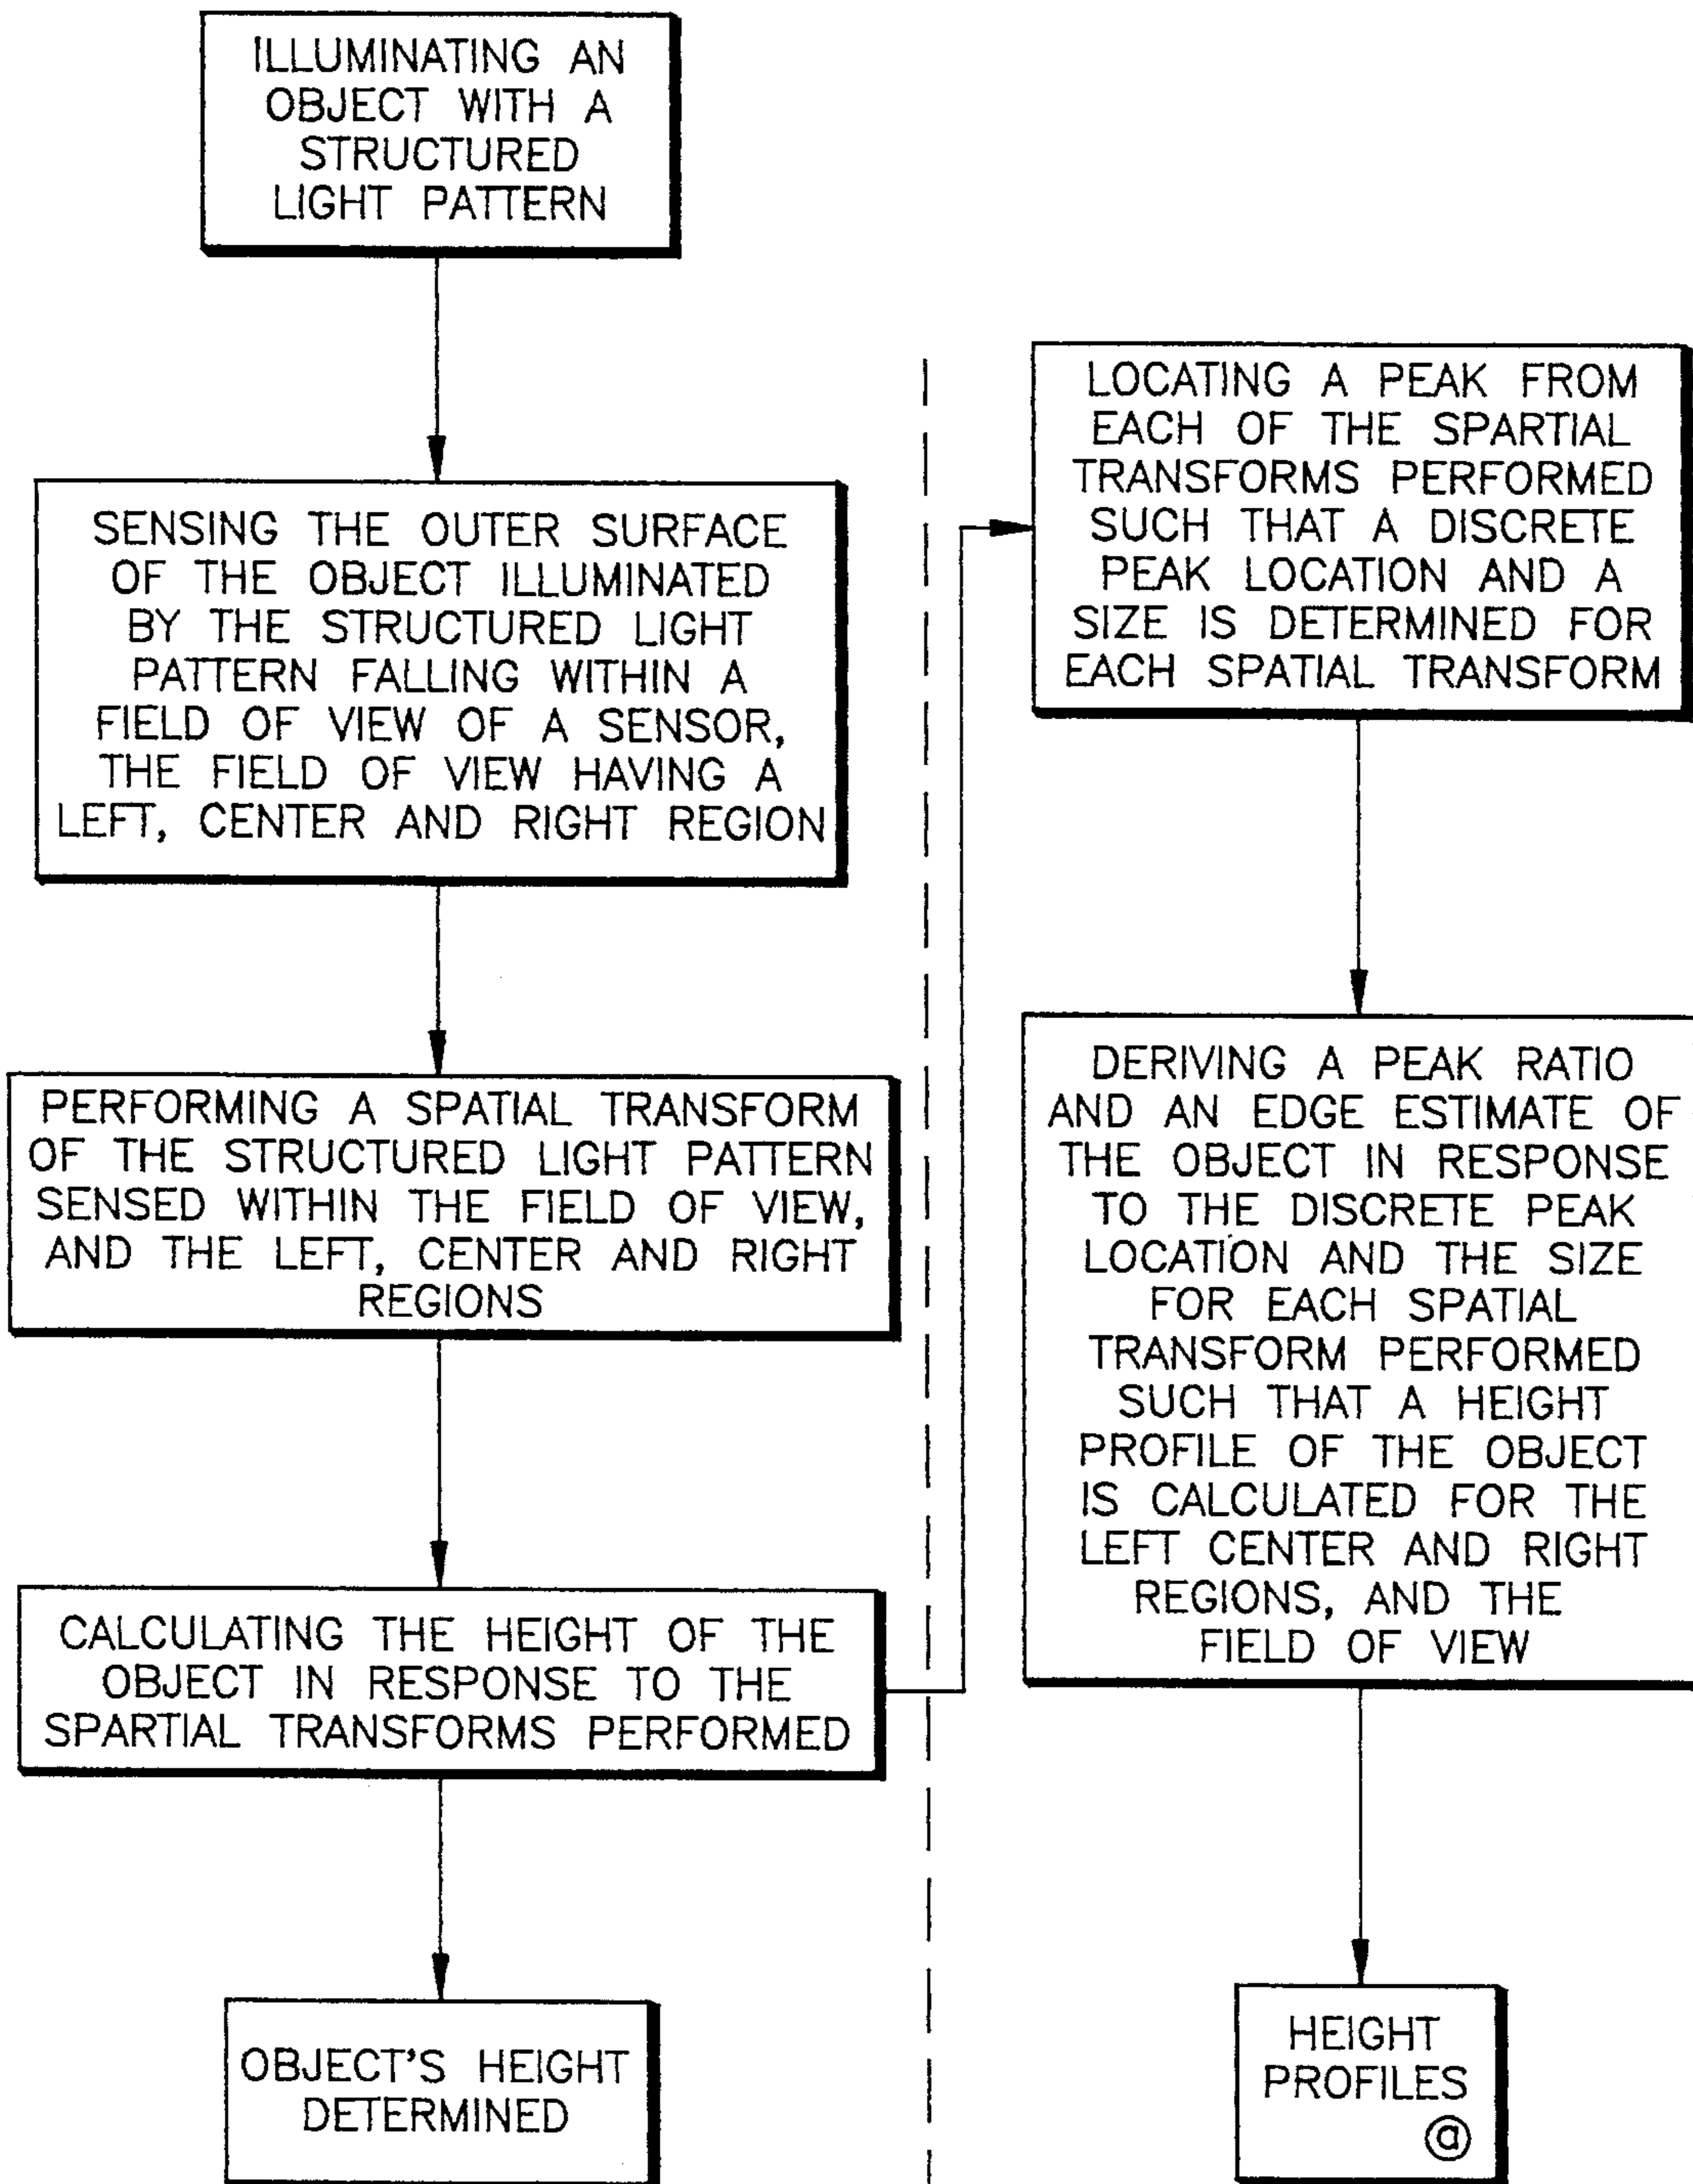 ILLUMINATING AN
OBJECT WITH A
STRUCTURED
LIGHT PATTERN
SENSING THE OUTER SURFACE
OF THE OBJECT ILLUMINATED
BY THE STRUCTURED LIGHT
PATTERN FALLING WITHIN A
FIELD OF VIEW OF A SENSOR,
THE FIELD OF VIEW HAVING A
LEFT, CENTER AND RIGHT REGION
PERFORMING A SPATIAL TRANSFORM
OF THE STRUCTURED LIGHT PATTERN
SENSED WITHIN THE FIELD OF VIEW,
AND THE LEFT, CENTER AND RIGHT
REGIONS
CALCULATING THE HEIGHT OF THE
OBJECT IN RESPONSE TO THE
SPARTIAL TRANSFORMS PERFORMED
OBJECT'S HEIGHT
DETERMINED
LOCATING A PEAK FROM
EACH OF THE SPARTIAL
TRANSFORMS PERFORMED
SUCH THAT A DISCRETE
PEAK LOCATION AND A
SIZE IS DETERMINED FOR
EACH SPATIAL TRANSFORM
DERIVING A PEAK RATIO
AND AN EDGE ESTIMATE OF
THE OBJECT IN RESPONSE
TO THE DISCRETE PEAK
LOCATION AND THE SIZE
FOR EACH SPATIAL
TRANSFORM PERFORMED
SUCH THAT A HEIGHT
PROFILE OF THE OBJECT
IS CALCULATED FOR THE
LEFT CENTER AND RIGHT
REGIONS, AND THE
FIELD OF VIEW
HEIGHT
PROFILES
ⓐ